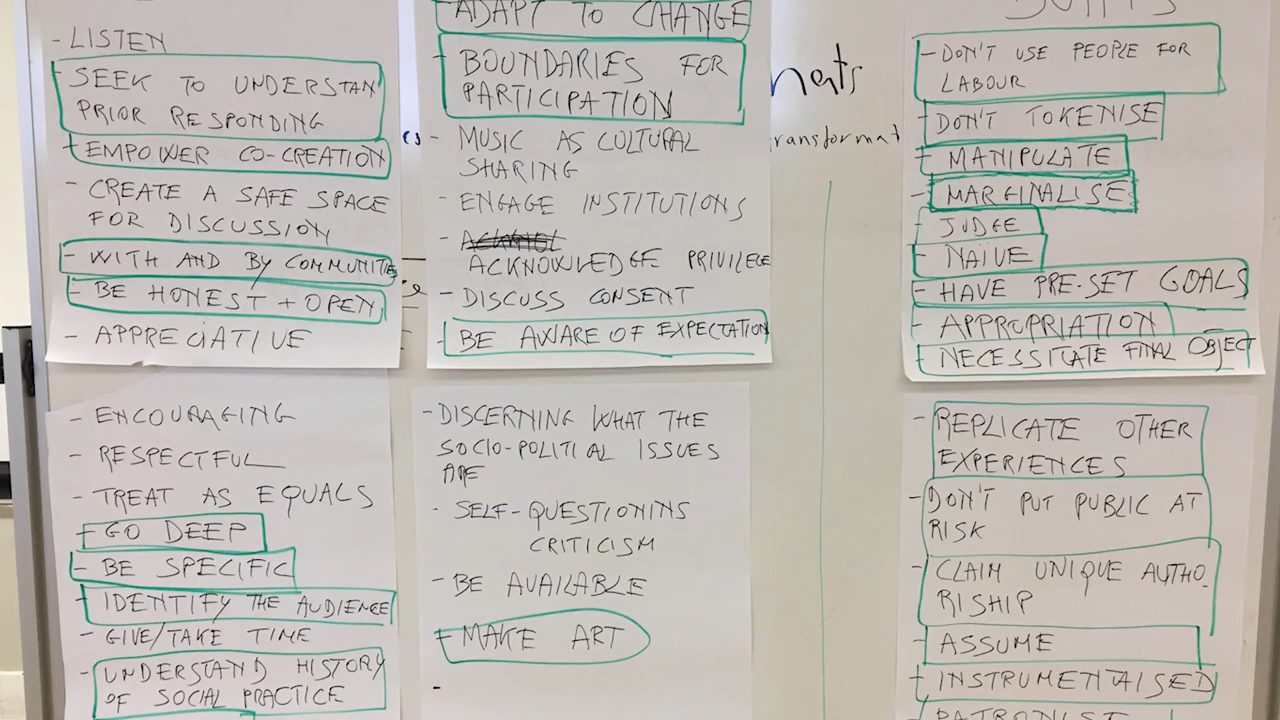 - LISTEN
- SEEK TO UNDERSTAN
PRIOR RESPONDING
- EMPOWER CO-CREATION
- CREATE A SAFE SPACE
FOR DISCUSSION
- WITH AND BY COMMUNITIES
- BE HONEST + OPEN
- APPRECIATIVE
- ENCOURAGING
- RESPECTFUL
- TREAT AS EQUALS
- GO DEEP
- BE SPECIFIC
- IDENTIFY THE AUDIENCE
- GIVE/TAKE TIME
- UNDERSTAND HISTORY
OF SOCIAL PRACTICE
- ADAPT TO CHANGE
- BOUNDARIES FOR
PARTICIPATION
- MUSIC AS CULTURAL
SHARING
- ENGAGE INSTITUTIONS
- ACKNOWLEDGE PRIVILEGE
- DISCUSS CONSENT
- BE AWARE OF EXPECTATION
- DISCERNING WHAT THE
SOCIO-POLITICAL ISSUES
ARE
- SELF-QUESTIONING
CRITICISM
- BE AVAILABLE
- MAKE ART
-
nats
ransformat
DON'TS
- DON'T USE PEOPLE FOR
LABOUR
- DON'T TOKENISE
- MANIPULATE
- MARGINALISE
- JUDGE
- NAIVE
- HAVE PRE-SET GOALS
- APPROPRIATION
- NECESSITATE FINAL OBJECT
- REPLICATE OTHER
EXPERIENCES
- DON'T PUT PUBLIC AT
RISK
- CLAIM UNIQUE AUTHO.
RISHIP
- ASSUME
- INSTRUMENTALISED
PATRONISE